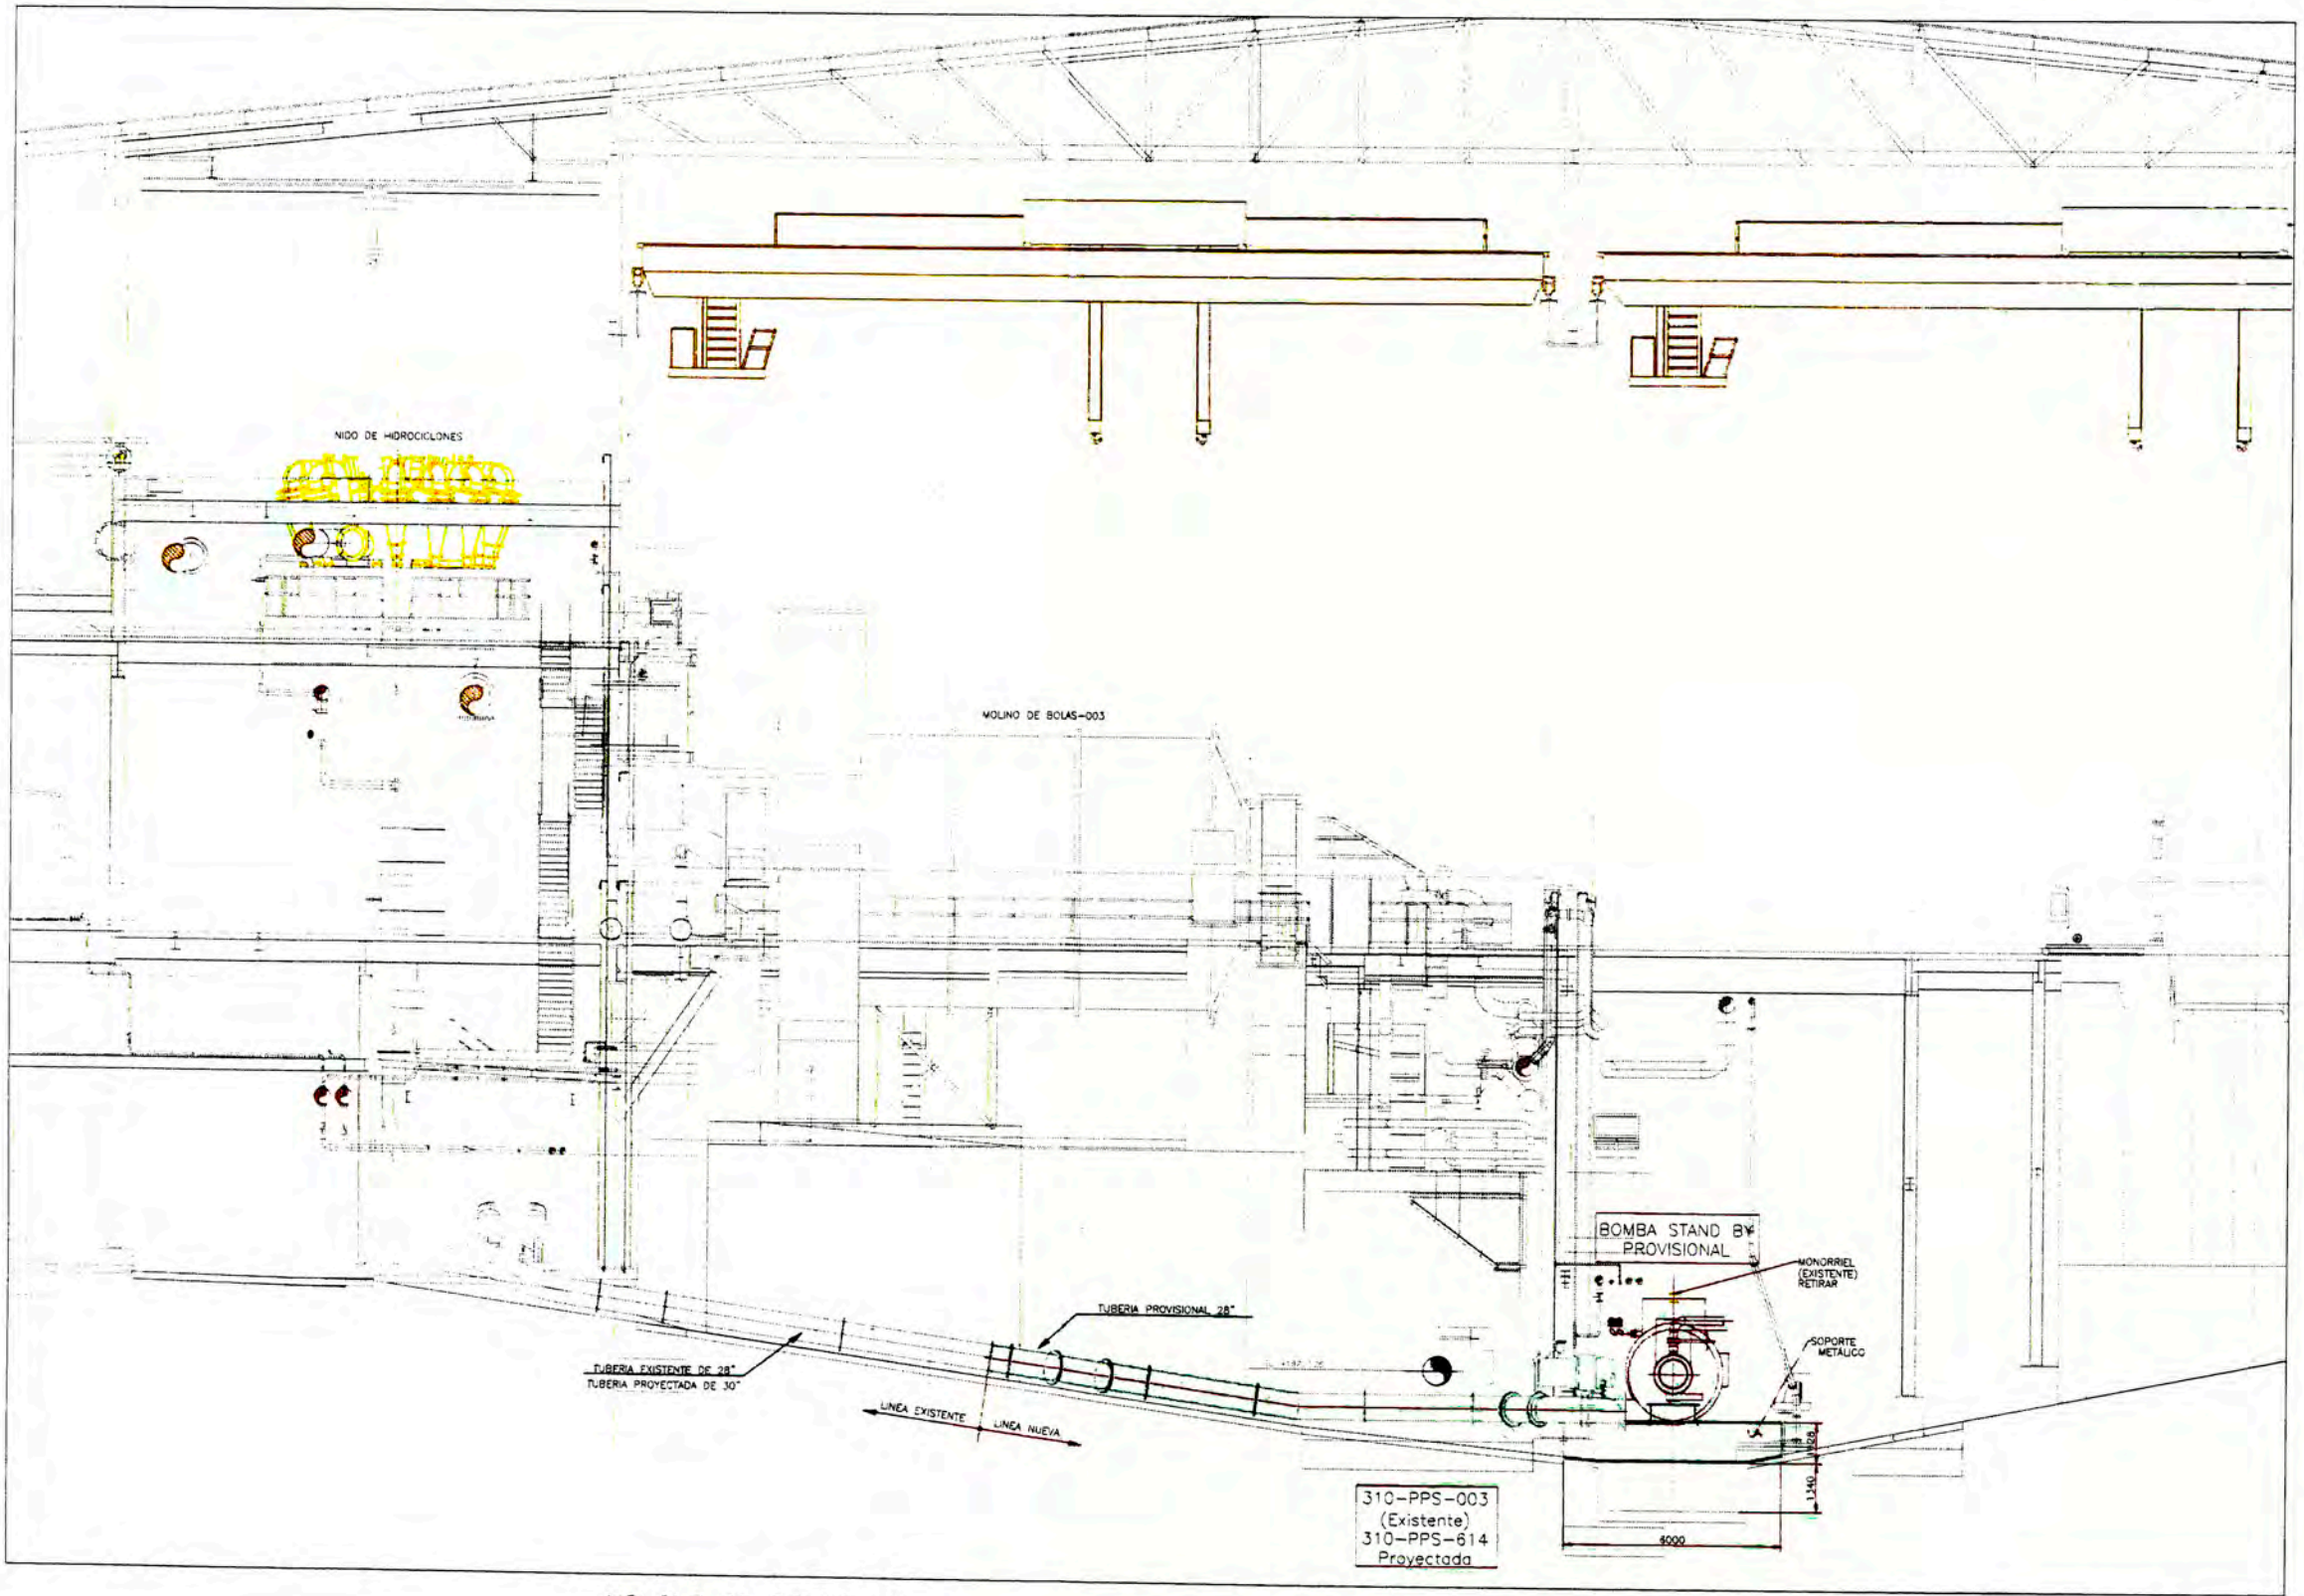 NIDO DE HIDROCICLONES
MOLINO DE BOLAS-003
BOMBA STAND BY
PROVISIONAL
MONORRIEL
(EXISTENTE)
RETIRAR
TUBERIA PROVISIONAL 28"
SOPORTE
METALICO
TUBERIA EXISTENTE DE 28"
TUBERIA PROYECTADA DE 30"
LINEA EXISTENTE
LINEA NUEVA
1340
310-PPS-003
(Existente)
310-PPS-614
Proyectada
6000